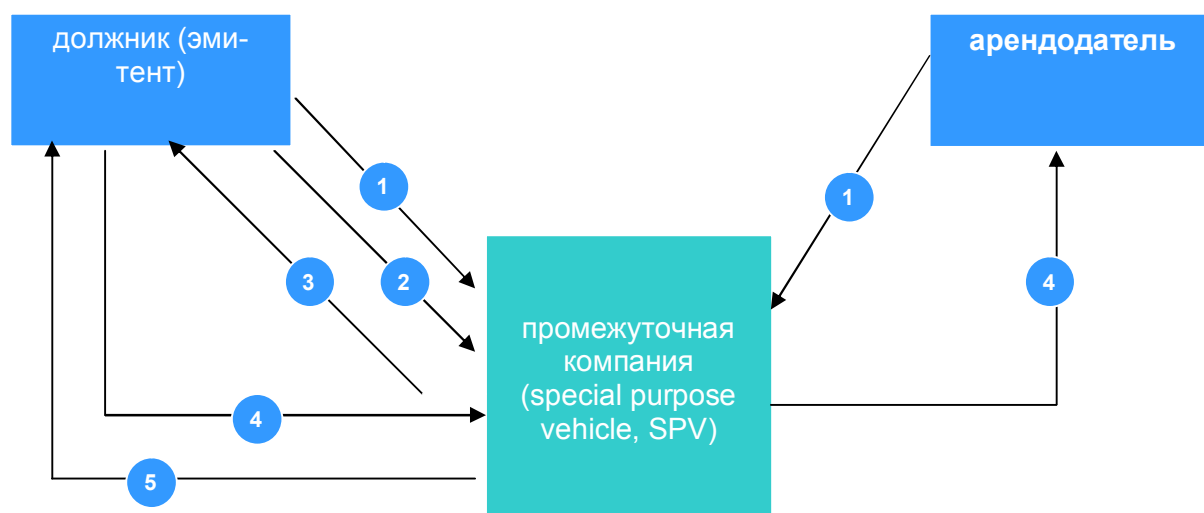 должник (эми-
тент)
арендодатель
1
1
3
2
4
промежуточная
компания
(special purpose
vehicle, SPV)
4
5